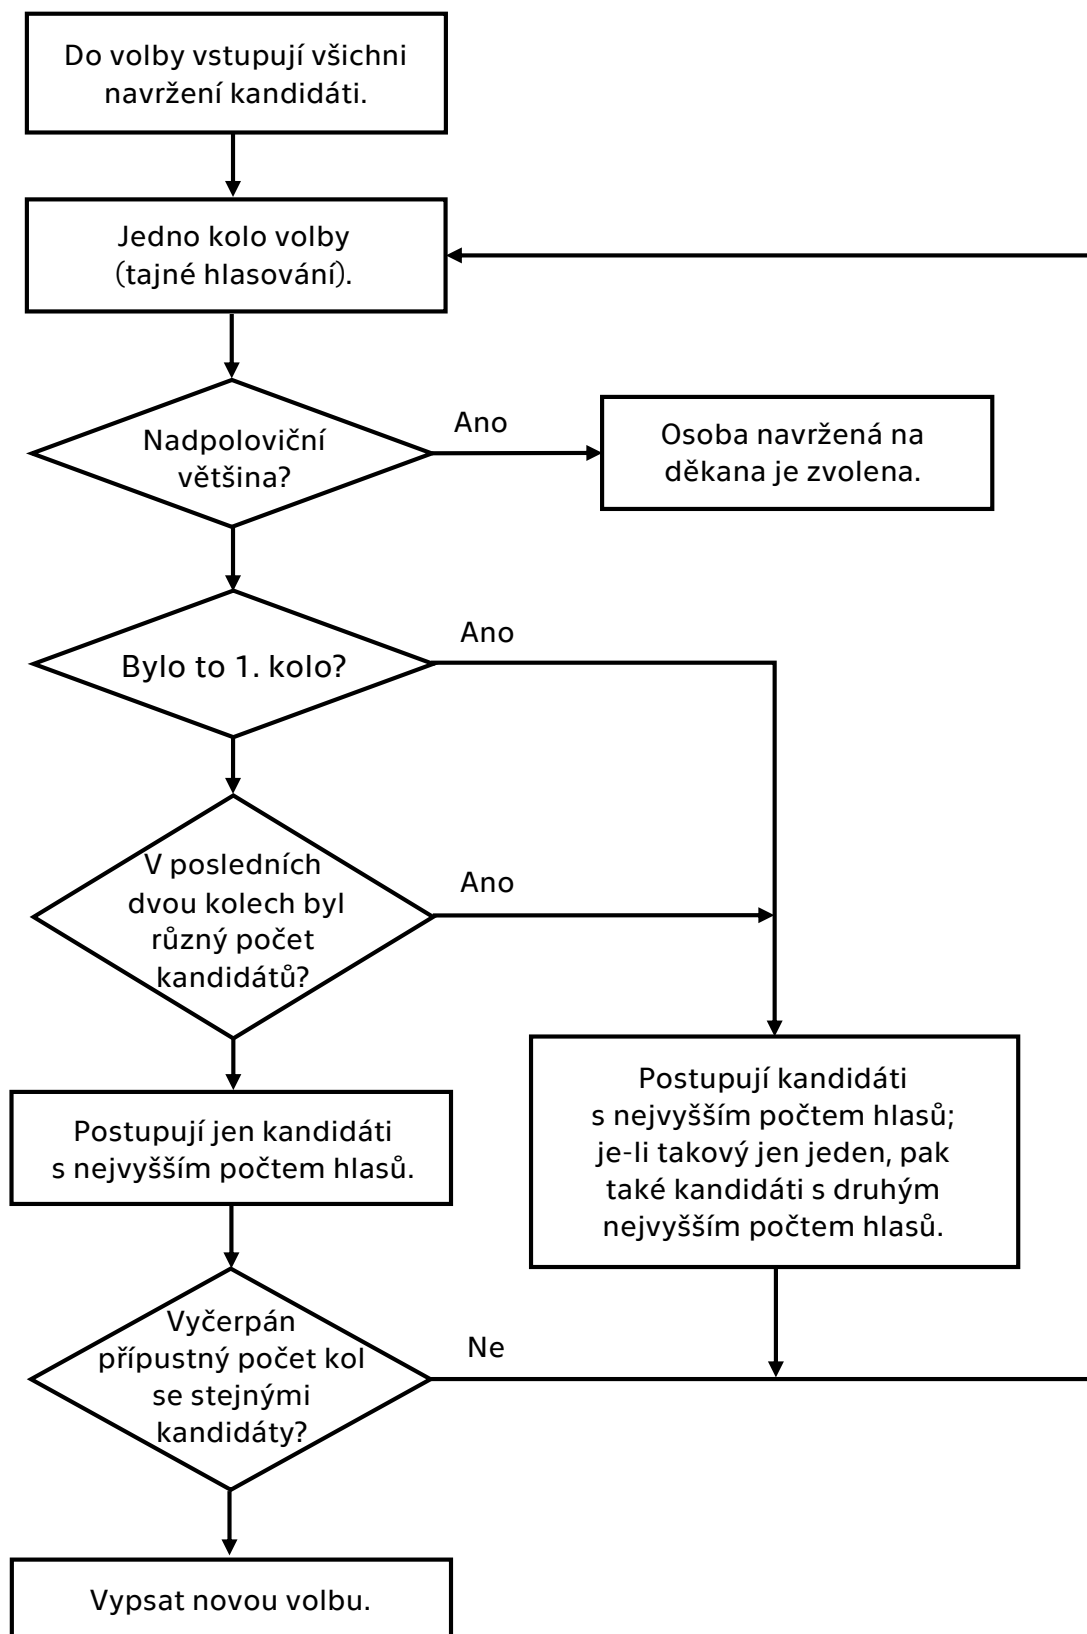 Do volby vstupují všichni
navržení kandidáti.
Jedno kolo volby
(tajné hlasování).
Nadpoloviční
většina?
Ano
Osoba navržená na
děkana je zvolena.
Bylo to 1. kolo?
Ano
V posledních
dvou kolech byl
různý počet
kandidátů?
Ano
Postupují jen kandidáti
s nejvyšším počtem hlasů.
Postupují kandidáti
s nejvyšším počtem hlasů;
je-li takový jen jeden, pak
také kandidáti s druhým
nejvyšším počtem hlasů.
Vyčerpán
přípustný počet kol
se stejnými
kandidáty?
Ne
Vypsat novou volbu.